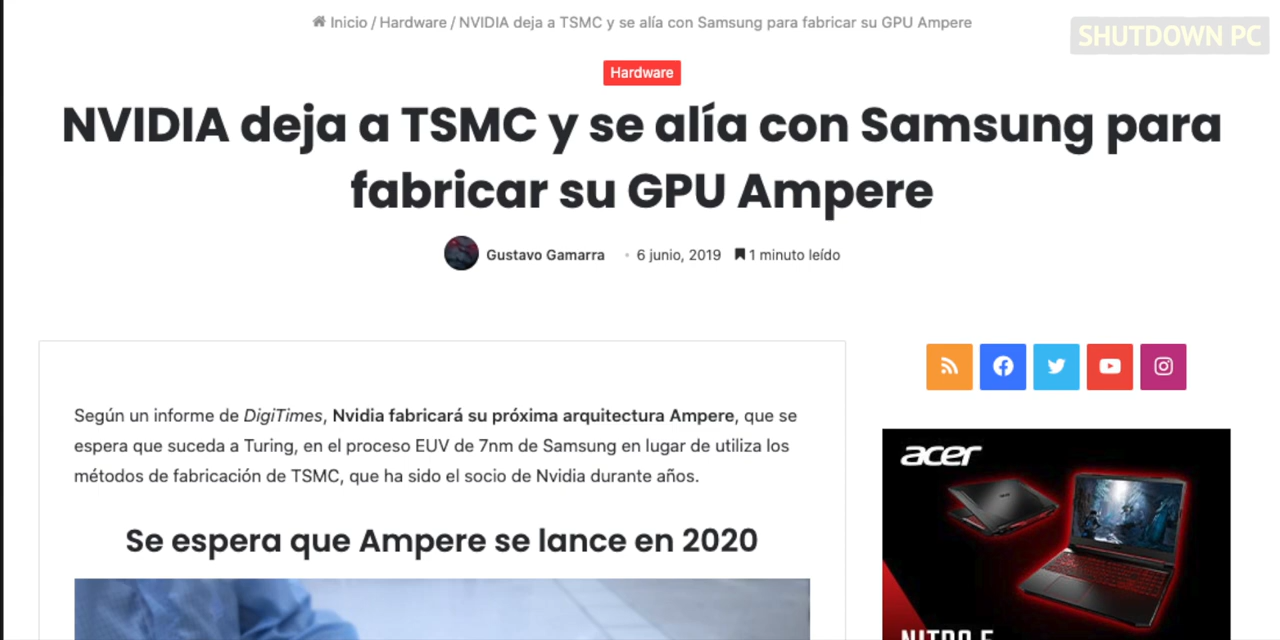 Inicio / Hardware / NVIDIA deja a TSMC y se alía con Samsung para fabricar su GPU Ampere
SHUTDOWN PC
Hardware
NVIDIA deja a TSMC y se alía con Samsung para
fabricar su GPU Ampere
Gustavo Gamarra • 6 junio, 2019 1 minuto leído
Según un informe de DigiTimes, Nvidia fabricará su próxima arquitectura Ampere, que se
espera que suceda a Turing, en el proceso EUV de 7nm de Samsung en lugar de utiliza los
métodos de fabricación de TSMC, que ha sido el socio de Nvidia durante años.
Se espera que Ampere se lance en 2020
acer
NITRO 5